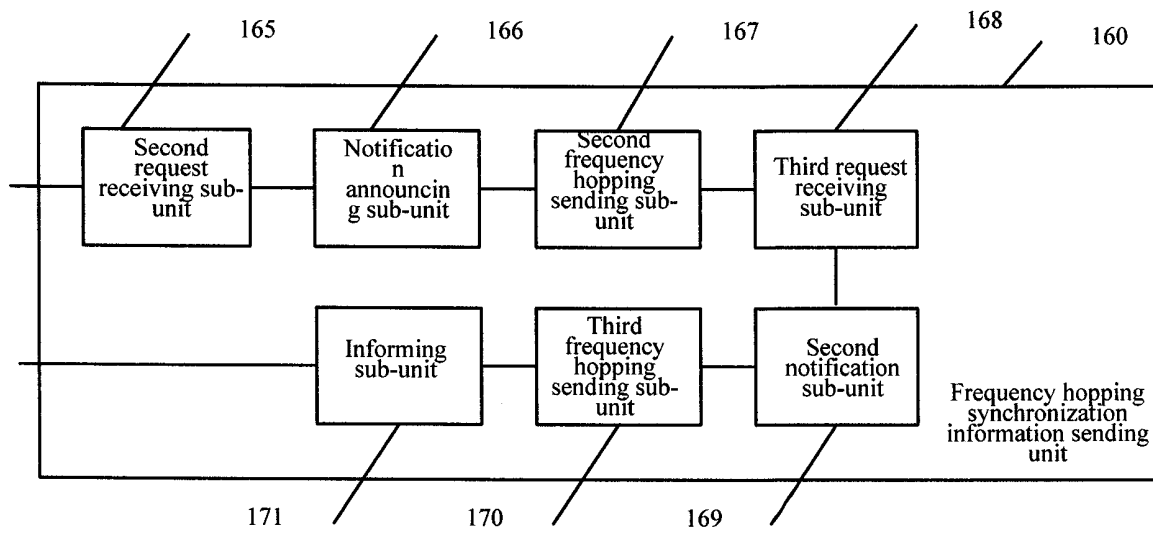 165
166
167
168
160
Second
request
receiving sub-
unit
Notificatio
n
announcin
g sub-unit
Second
frequency
hopping
sending sub-
unit
Third request
receiving
sub-unit
Informing
sub-unit
Third
frequency
hopping
sending sub-
unit
Second
notification
sub-unit
Frequency hopping
synchronization
information sending
unit
171
170
169